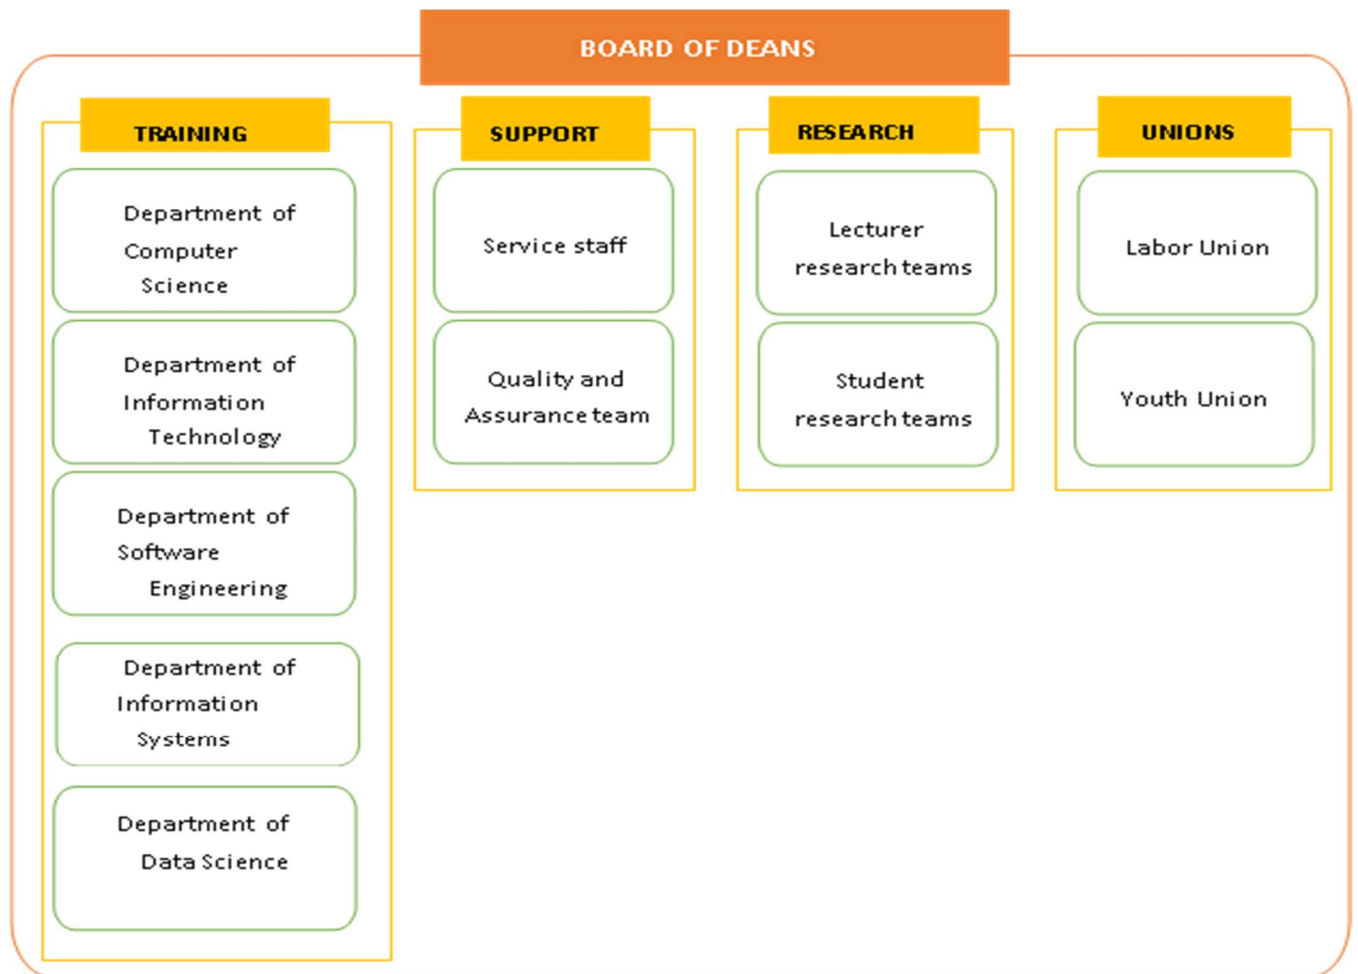 BOARD OF DEANS
TRAINING
Department of
Computer
Science
Department of
Information
Technology
Department of
Software
Engineering
Department of
Information
Systems
Department of
Data Science
SUPPORT
Service staff
Quality and
Assurance team
RESEARCH
Lecturer
research teams
Student
research teams
UNIONS
Labor Union
Youth Union